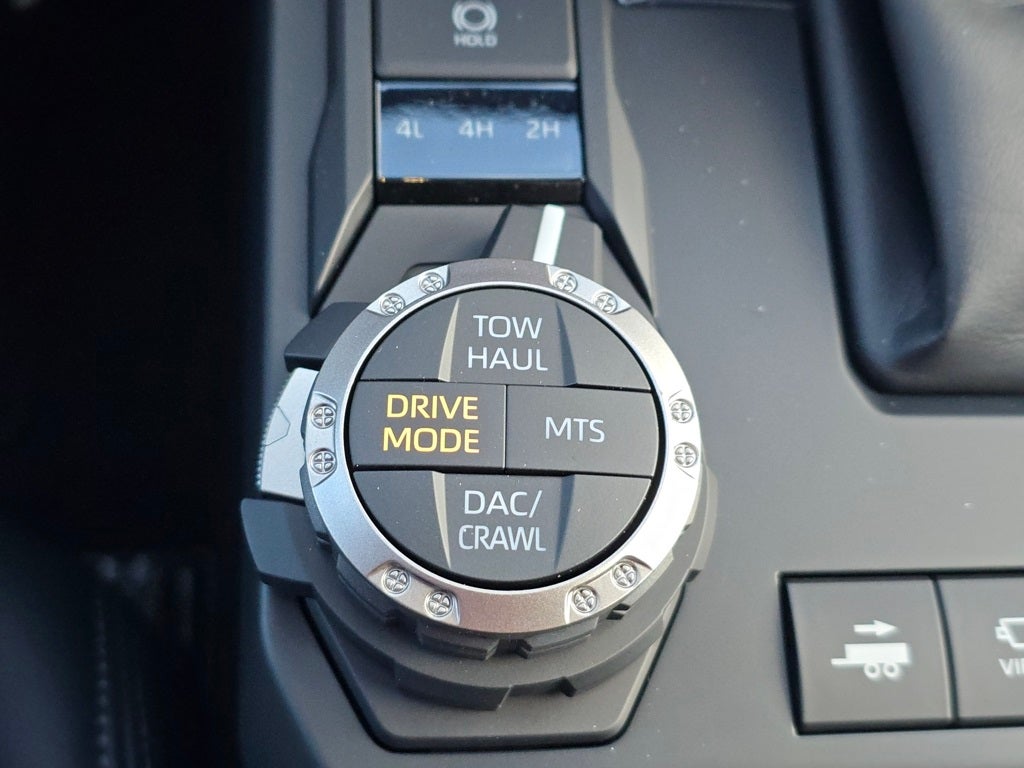 HOLD
4L 4H 2H
TOW
HAUL
DRIVE
MODE
MTS
DAC/
CRAWL